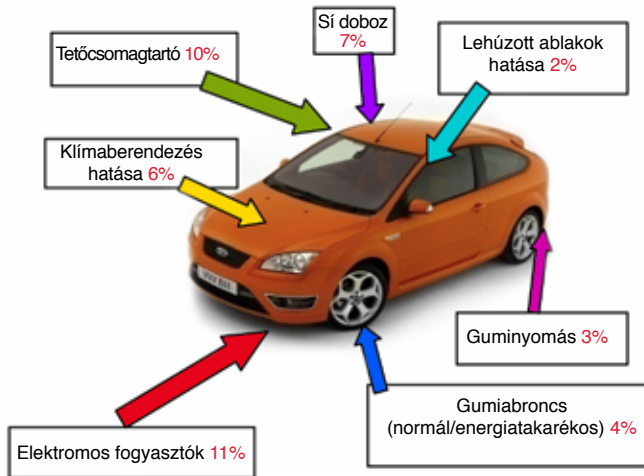 Sí doboz
7%
Tetőcsomagtartó 10%
Lehúzott ablakok
hatása 2%
Klímaberendezés
hatása 6%
Guminyomás 3%
Gumiabroncs
(normál/energiatakarékos) 4%
Elektromos fogyasztók 11%